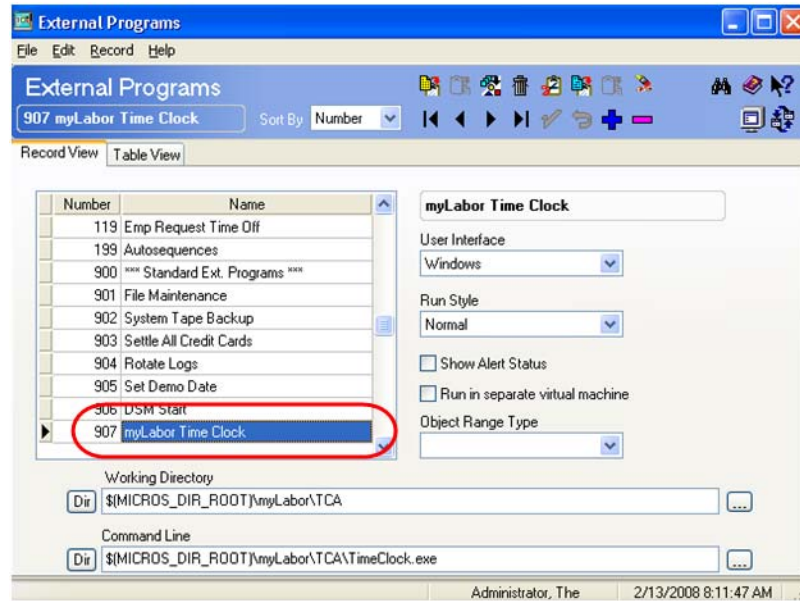 External Programs
File Edit Record Help
External Programs
907 myLabor Time Clock Sort By Number
Record View Table View
Number Name
119 Emp Request Time Off
199 Autosequences
900 *** Standard Ext. Programs ***
901 File Maintenance
902 System Tape Backup
903 Settle All Credit Cards
904 Rotate Logs
905 Set Demo Date
906 DSM Start
907 myLabor Time Clock
myLabor Time Clock
User Interface
Windows
Run Style
Normal
Show Alert Status
Run in separate virtual machine
Object Range Type
Working Directory
Dir $(MICROS_DIR_ROOT)\myLabor\TCA ...
Command Line
Dir $(MICROS_DIR_ROOT)\myLabor\TCA\TimeClock.exe ...
Administrator, The 2/13/2008 8:11:47 AM